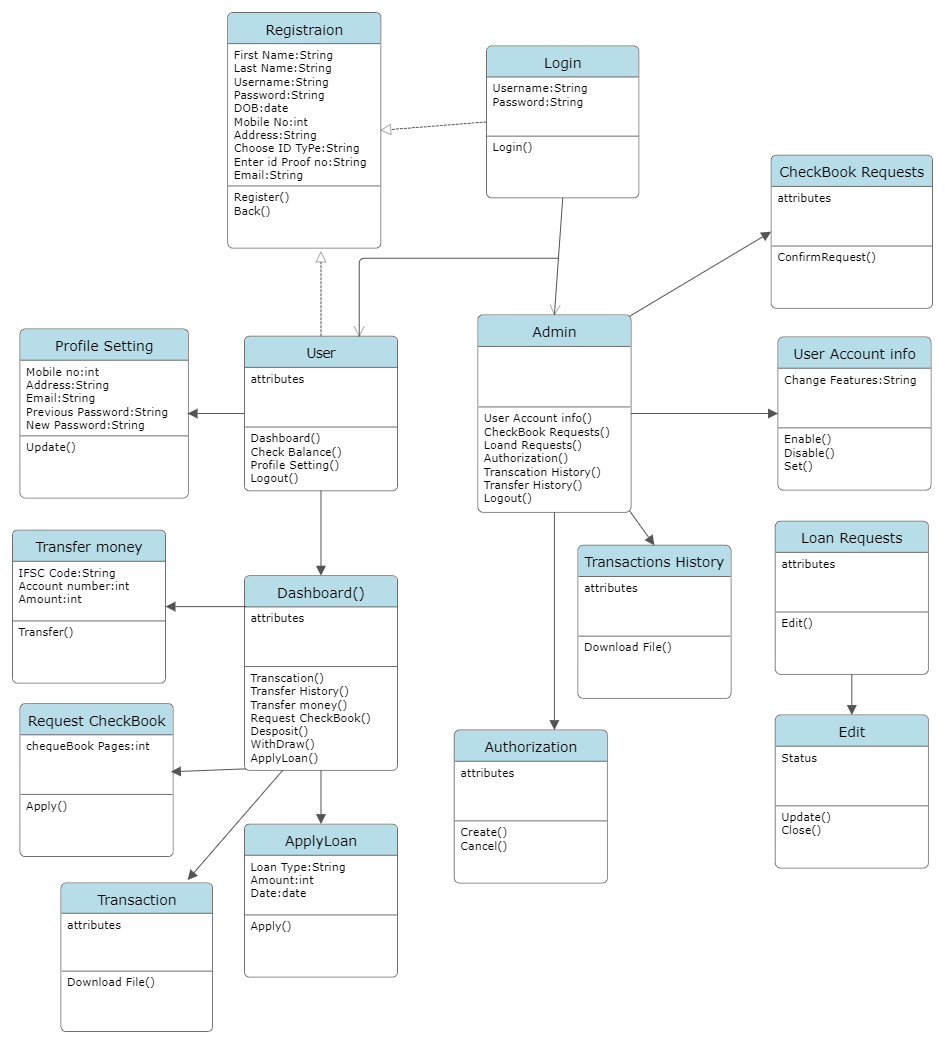 Registraion
First Name:String
Last Name:String
Username:String
Password:String
DOB:date
Mobile No:int
Address:String
Choose ID TyPe:String
Enter id Proof no:String
Email:String
Register()
Back()
Login
Username:String
Password:String
Login()
CheckBook Requests
attributes
ConfirmRequest()
Profile Setting
Mobile no:int
Address:String
Email:String
Previous Password:String
New Password:String
Update()
User
attributes
Dashboard()
Check Balance()
Profile Setting()
Logout()
Admin
User Account info()
CheckBook Requests()
Loand Requests()
Authorization()
Transcation History()
Transfer History()
Logout()
User Account info
Change Features:String
Enable()
Disable()
Set()
Transfer money
IFSC Code:String
Account number:int
Amount:int
Transfer()
Dashboard()
attributes
Transcation()
Transfer History()
Transfer money()
Request CheckBook()
Desposit()
WithDraw()
ApplyLoan()
Transactions History
attributes
Download File()
Loan Requests
attributes
Edit()
Request CheckBook
chequeBook Pages:int
Apply()
Authorization
attributes
Create()
Cancel()
Edit
Status
Update()
Close()
ApplyLoan
Loan Type:String
Amount:int
Date:date
Apply()
Transaction
attributes
Download File()